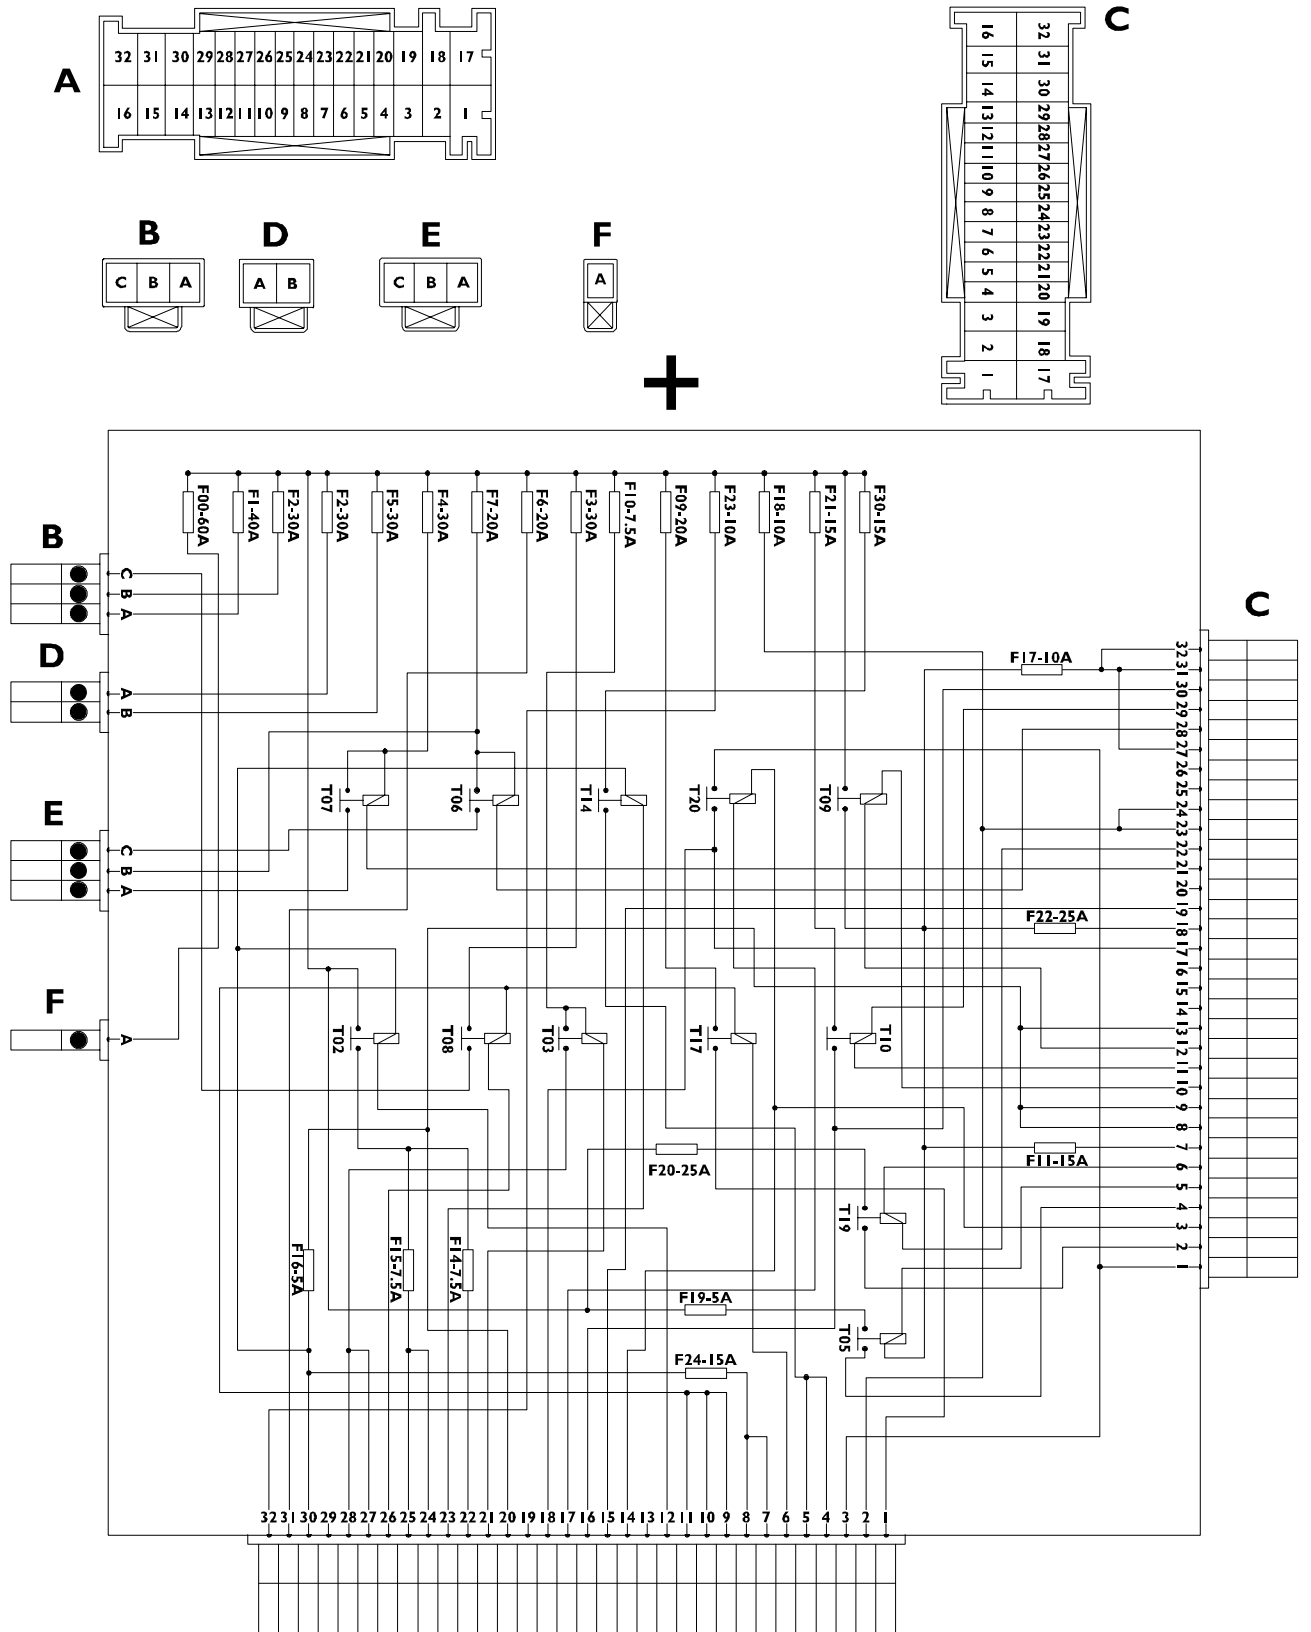 A
32 31 30 29 28 27 26 25 24 23 22 21 20 19 18 17
16 15 14 13 12 11 10 9 8 7 6 5 4 3 2 1
C
16 32
15 31
14 30
13 29
12 28
11 27
10 26
9 25
8 24
7 23
6 22
5 21
4 20
3 19
2 18
1 17
B
C B A
D
A B
E
C B A
F
A
+
F00-60A
F1-40A
F2-30A
F2-30A
F5-30A
F4-30A
F7-20A
F6-20A
F3-30A
F10-7.5A
F09-20A
F23-10A
F18-10A
F21-15A
F30-15A
B
C
B
A
D
A
B
E
C
B
A
F
A
C
32
31
30
29
28
27
26
25
24
23
22
21
20
19
18
17
16
15
14
13
12
11
10
9
8
7
6
5
4
3
2
1
F17-10A
T07
T06
T14
T20
T09
F22-25A
T02
T08
T03
T17
T10
F20-25A
F11-15A
T19
F16-5A
F15-7.5A
F14-7.5A
F19-5A
T05
F24-15A
32 31 30 29 28 27 26 25 24 23 22 21 20 19 18 17 16 15 14 13 12 11 10 9 8 7 6 5 4 3 2 1